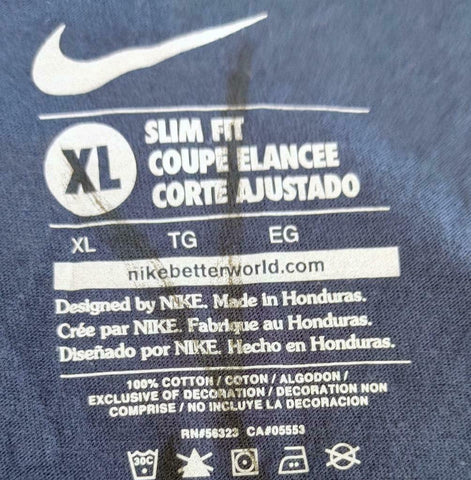 XL
SLIM FIT
COUPE ELANCEE
CORTE AJUSTADO
XL TG EG
nikebetterworld.com
Designed by NIKE. Made in Honduras.
Crée par NIKE. Fabrique au Honduras.
Diseñado por NIKE. Hecho en Honduras.
100% COTTON / COTON / ALGODON /
EXCLUSIVE OF DECORATION / DECORATION NON
COMPRISE / NO INCLUYE LA DECORACION
RN#56323 CA#05553
30C